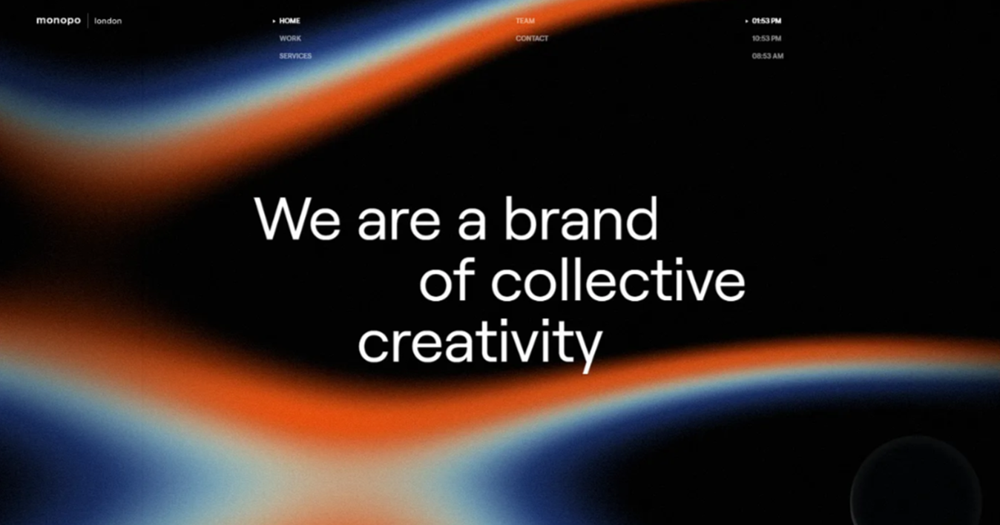 monopo | london
HOME
WORK
SERVICES
TEAM
CONTACT
01:53 PM
10:53 PM
08:53 AM
We are a brand
of collective
creativity